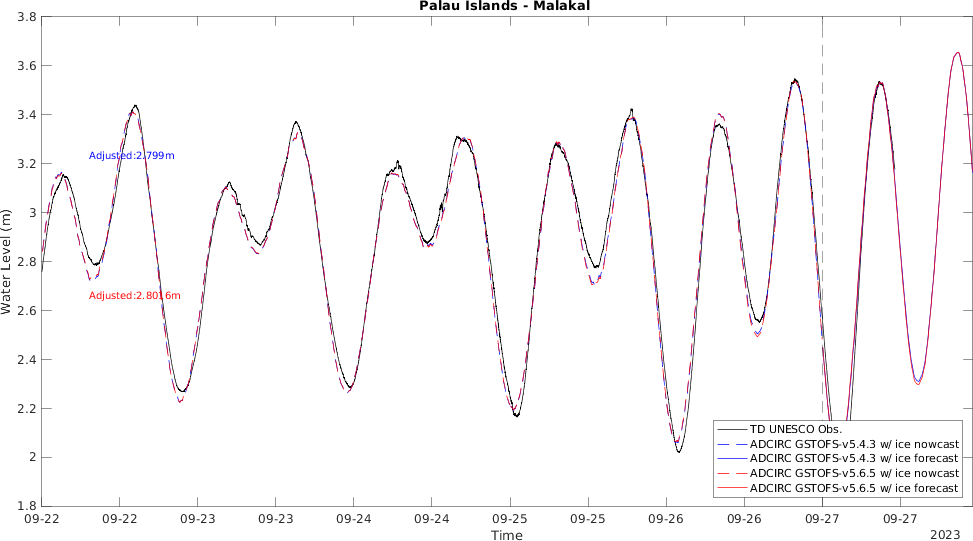 Palau Islands - Malakal
3.8
3.6
3.4
3.2
3
2.8
2.6
2.4
2.2
2
1.8
Water Level (m)
Adjusted:2.799m
Adjusted:2.8016m
TD UNESCO Obs.
ADCIRC GSTOFS-v5.4.3 w/ ice nowcast
ADCIRC GSTOFS-v5.4.3 w/ ice forecast
ADCIRC GSTOFS-v5.6.5 w/ ice nowcast
ADCIRC GSTOFS-v5.6.5 w/ ice forecast
09-22 09-22 09-23 09-23 09-24 09-24 09-25 09-25 09-26 09-26 09-27 09-27
Time
2023